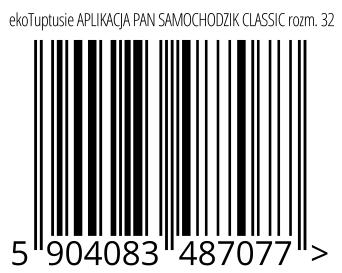 ekoTuptusie APLIKACJA PAN SAMOCHODZIK CLASSIC rozm. 32
5 904083 487077 >